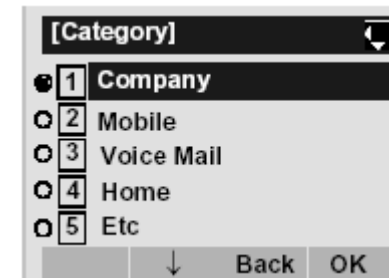 [Category]
1 Company
2 Mobile
3 Voice Mail
4 Home
5 Etc
↓ Back OK